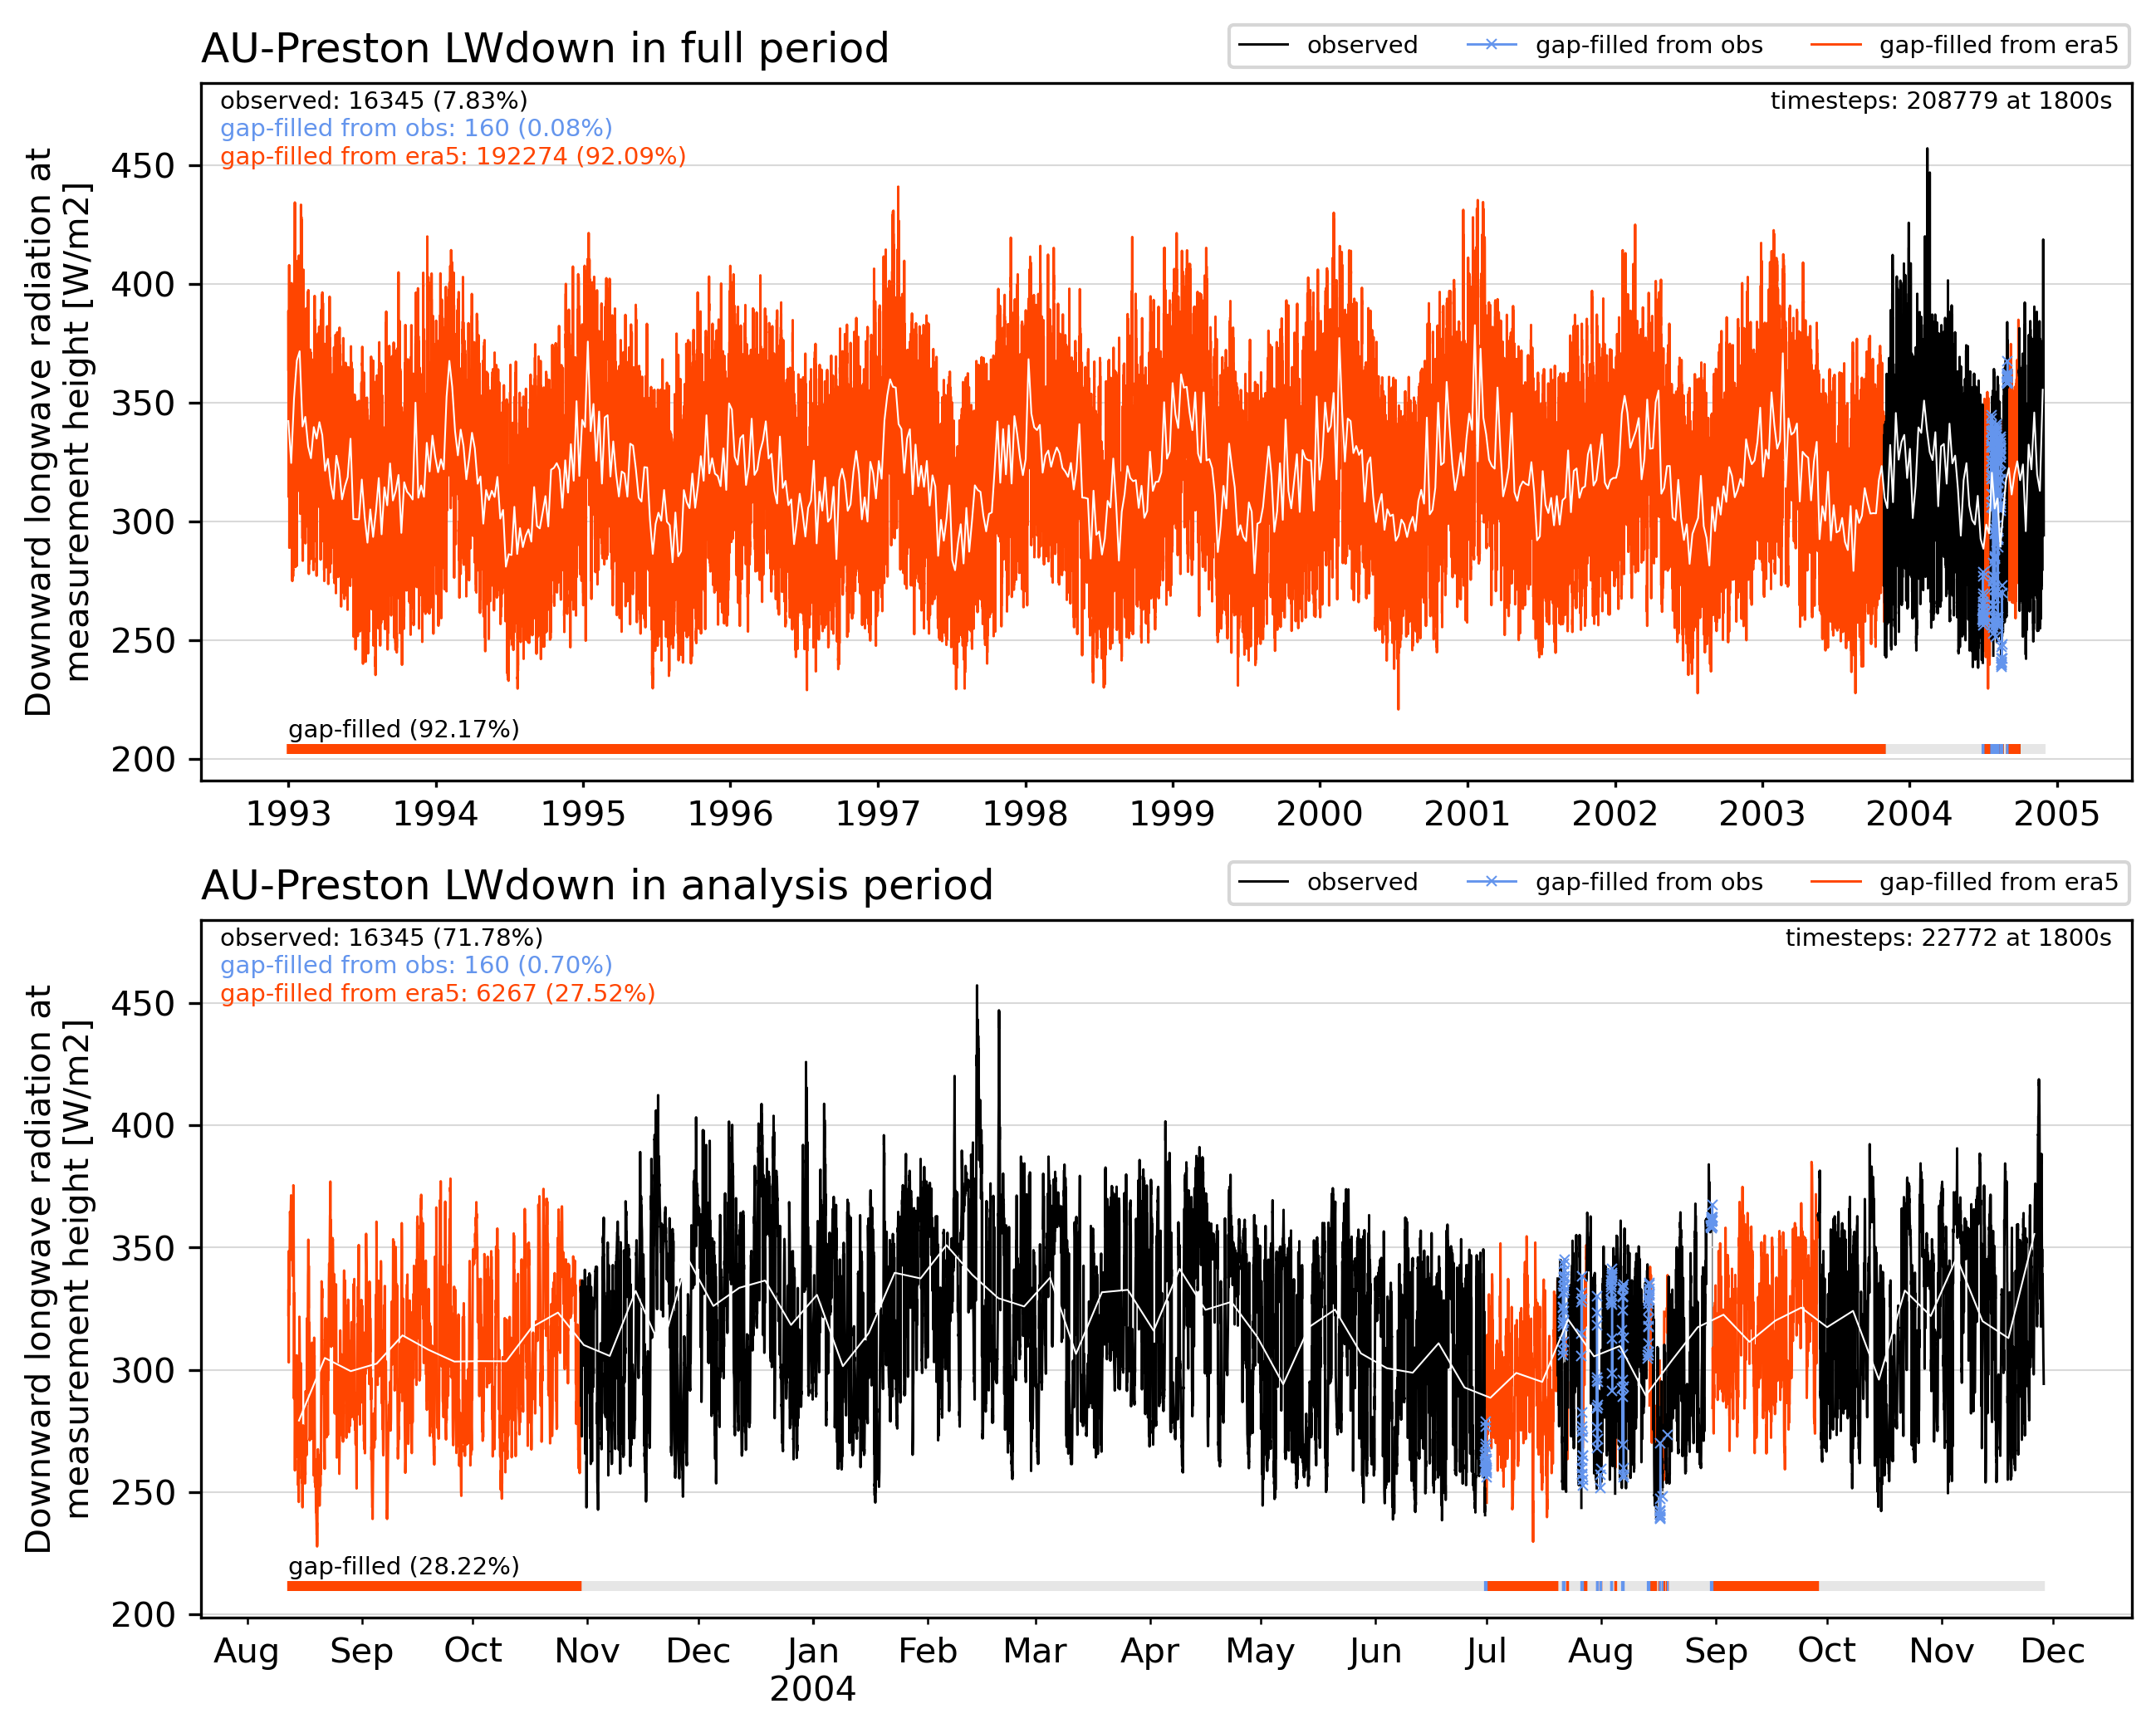 AU-Preston LWdown in full period
observed
gap-filled from obs
gap-filled from era5
observed: 16345 (7.83%)
gap-filled from obs: 160 (0.08%)
gap-filled from era5: 192274 (92.09%)
timesteps: 208779 at 1800s
Downward longwave radiation at
measurement height [W/m2]
450
400
350
300
250
200
gap-filled (92.17%)
1993 1994 1995 1996 1997 1998 1999 2000 2001 2002 2003 2004 2005
AU-Preston LWdown in analysis period
observed
gap-filled from obs
gap-filled from era5
observed: 16345 (71.78%)
gap-filled from obs: 160 (0.70%)
gap-filled from era5: 6267 (27.52%)
timesteps: 22772 at 1800s
Downward longwave radiation at
measurement height [W/m2]
450
400
350
300
250
200
gap-filled (28.22%)
Aug Sep Oct Nov Dec Jan Feb Mar Apr May Jun Jul Aug Sep Oct Nov Dec
2004